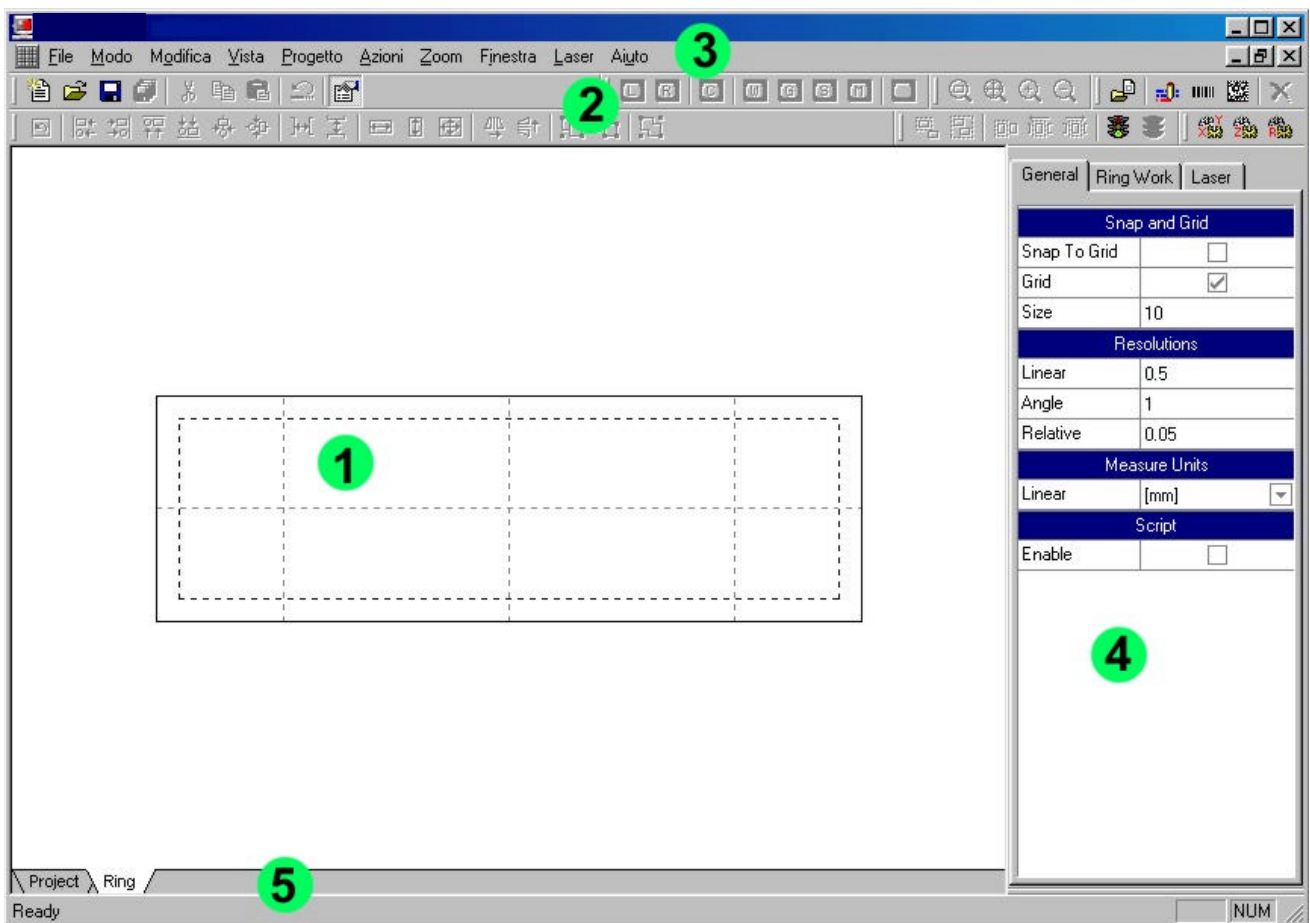 File Modo Modifica Vista Progetto Azioni Zoom Finestra Laser Aiuto
3
2
L R C W G S M
General Ring Work Laser
Snap and Grid
Snap To Grid
Grid
Size 10
Resolutions
Linear 0.5
Angle 1
Relative 0.05
Measure Units
Linear [mm]
Script
Enable
1
4
Project Ring
5
Ready NUM